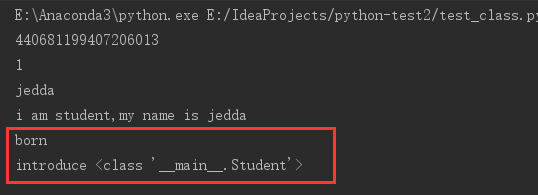 E:\Anaconda3\python.exe E:/IdeaProjects/python-test2/test_class.py
440681199407206013
1
jedda
i am student,my name is jedda
born
introduce <class '__main__.Student'>